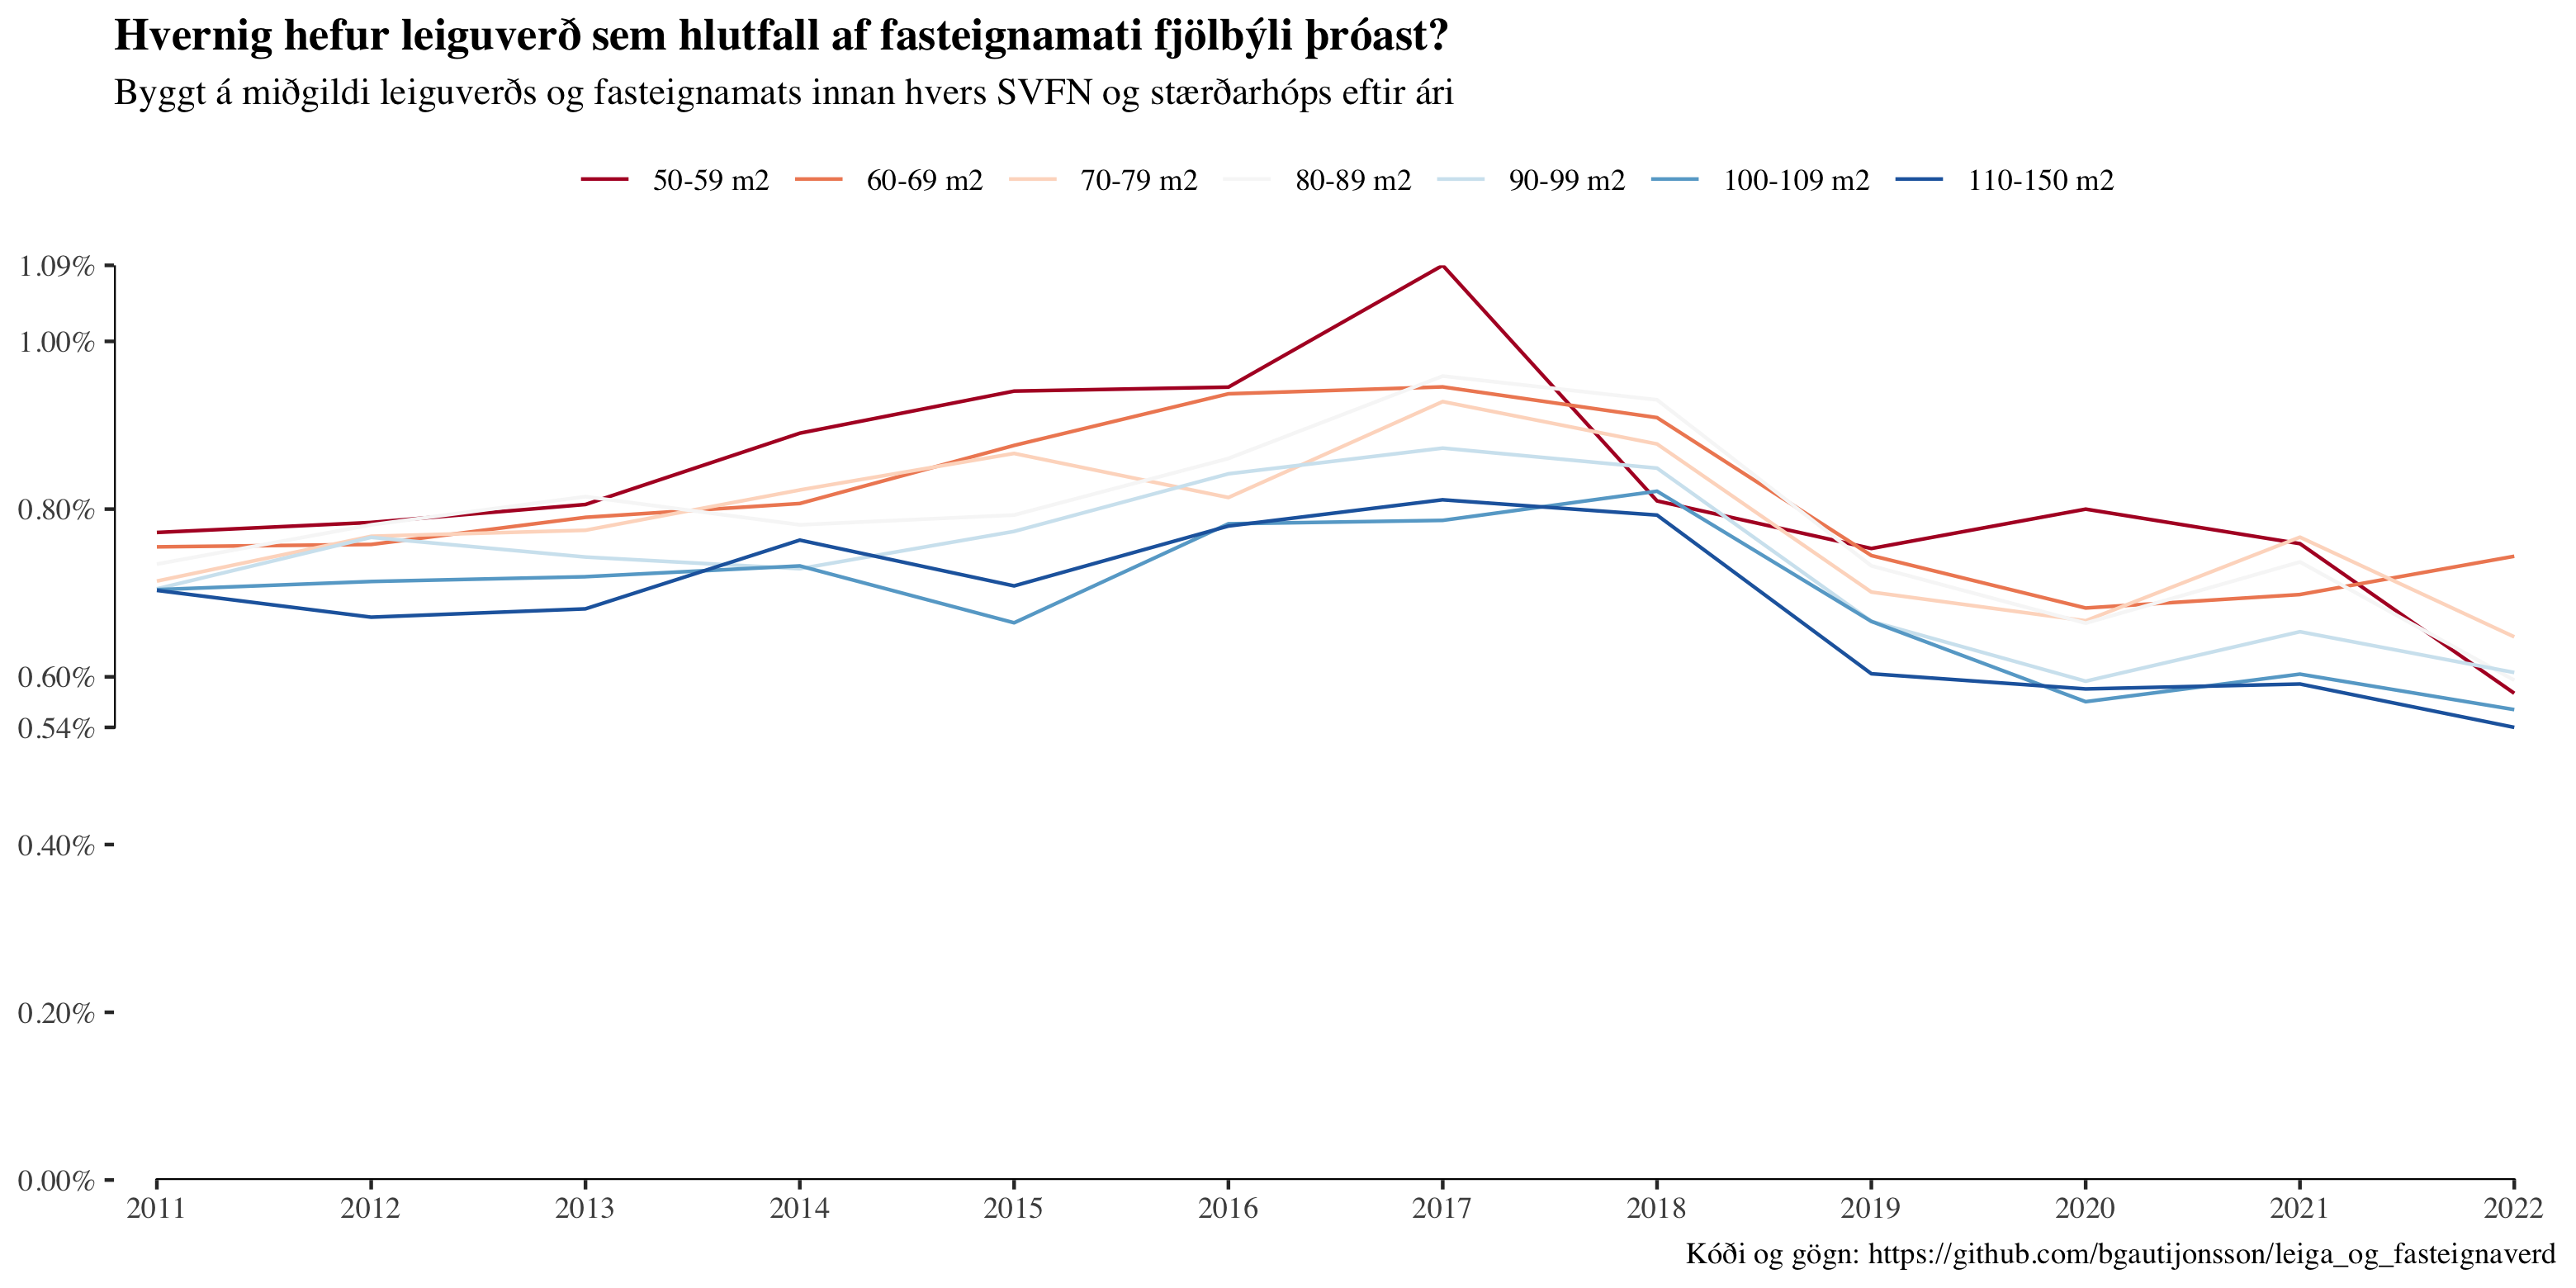 Hvernig hefur leiguverð sem hlutfall af fasteignamati fjölbýli þróast?
Byggt á miðgildi leiguverðs og fasteignamats innan hvers SVFN og stærðarhóps eftir ári
50-59 m2 60-69 m2 70-79 m2 80-89 m2 90-99 m2 100-109 m2 110-150 m2
1.09%
1.00%
0.80%
0.60%
0.54%
0.40%
0.20%
0.00%
2011 2012 2013 2014 2015 2016 2017 2018 2019 2020 2021 2022
Kóði og gögn: https://github.com/bgautijonsson/leiga_og_fasteignaverd